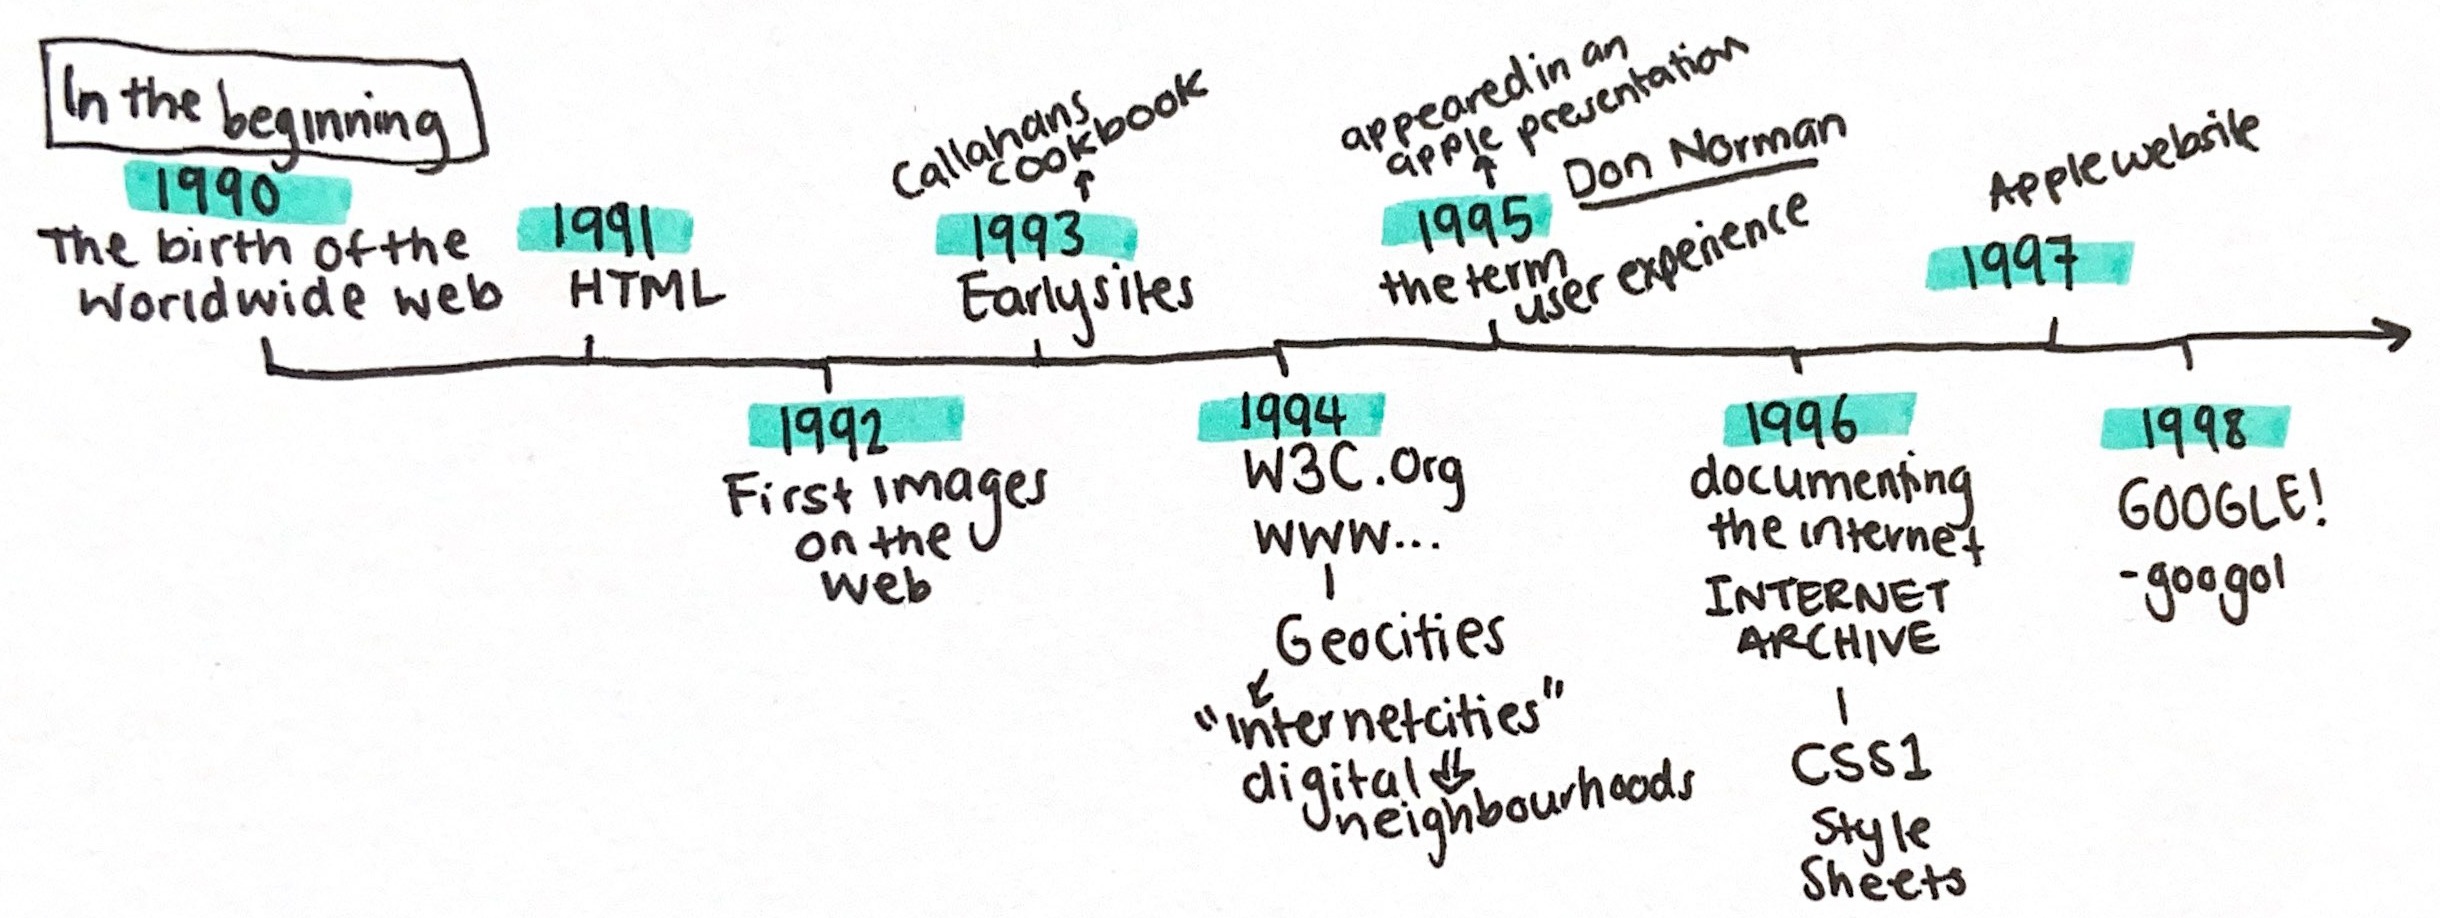 In the beginning
1990
The birth of the
Worldwide web
1991
HTML
1992
First images
on the
web
Callahans
cookbook
1993
Early sites
1994
W3C.org
WWW...
Geocities
"internetcities"
digital
neighbourhoods
appeared in an
apple presentation
Don Norman
1995
the term
user experience
1996
documenting
the internet
INTERNET
ARCHIVE
CSS1
Style
Sheets
Apple website
1997
1998
GOOGLE!
-googol